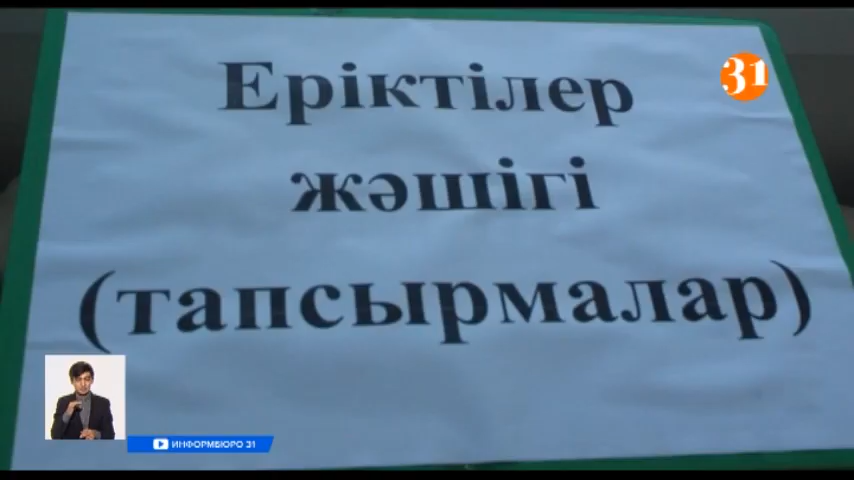 31
Еріктілер
жәшігі
(тапсырмалар)
ИНФОРМБЮРО 31